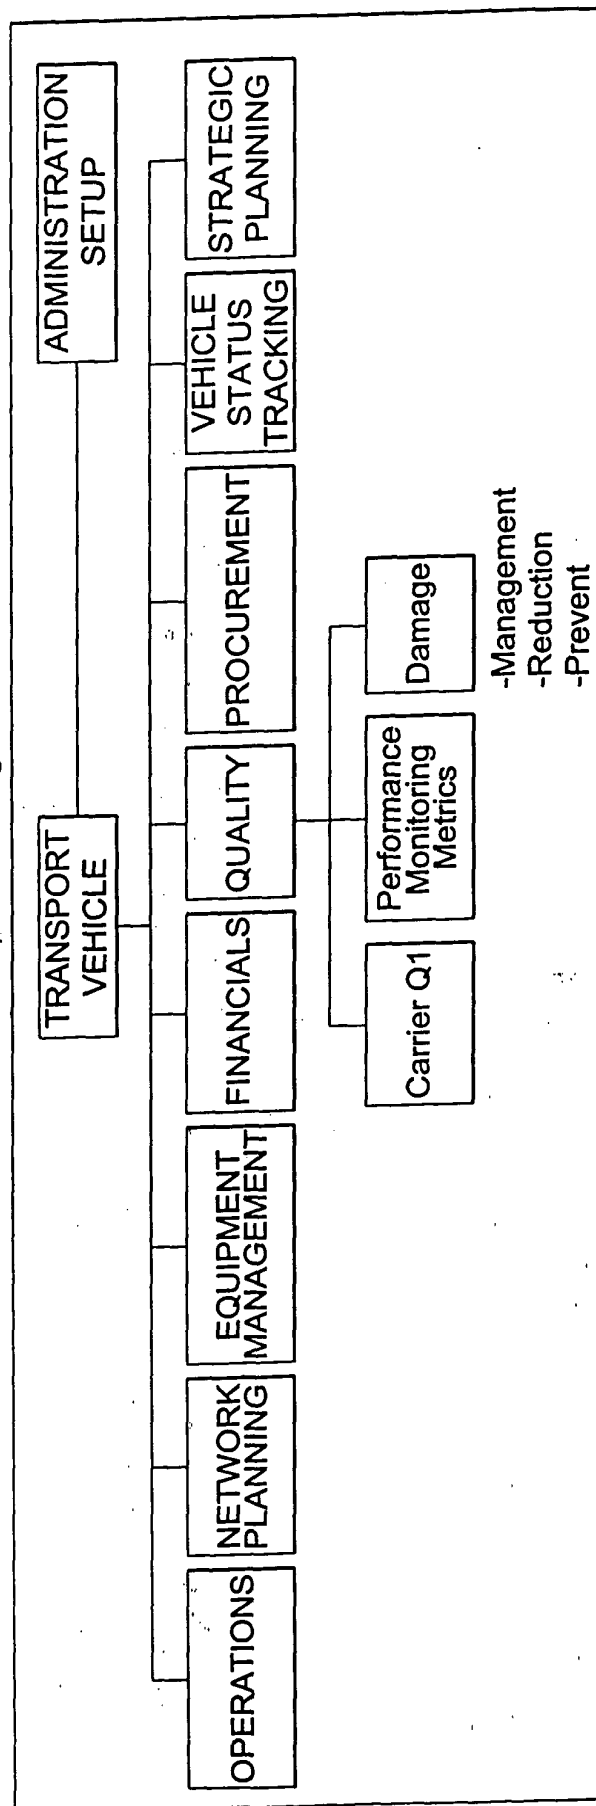 TRANSPORT
VEHICLE
ADMINISTRATION
SETUP
OPERATIONS
NETWORK
PLANNING
EQUIPMENT
MANAGEMENT
FINANCIALS
QUALITY
PROCUREMENT
VEHICLE
STATUS
TRACKING
STRATEGIC
PLANNING
Carrier Q1
Performance
Monitoring
Metrics
Damage
-Management
-Reduction
-Prevent